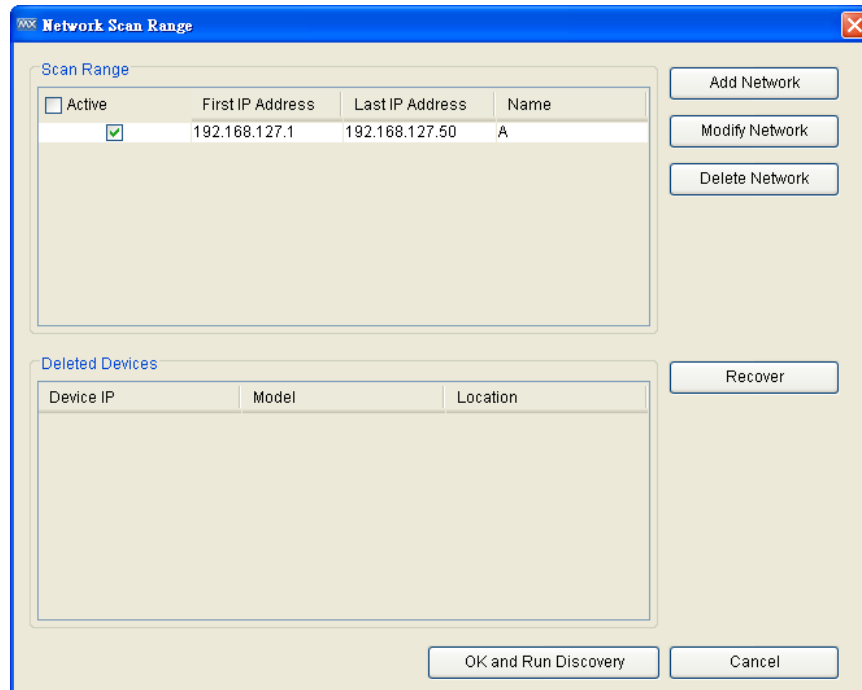 MX Network Scan Range
Scan Range
Active First IP Address Last IP Address Name
192.168.127.1 192.168.127.50 A
Add Network
Modify Network
Delete Network
Deleted Devices
Device IP Model Location
Recover
OK and Run Discovery Cancel